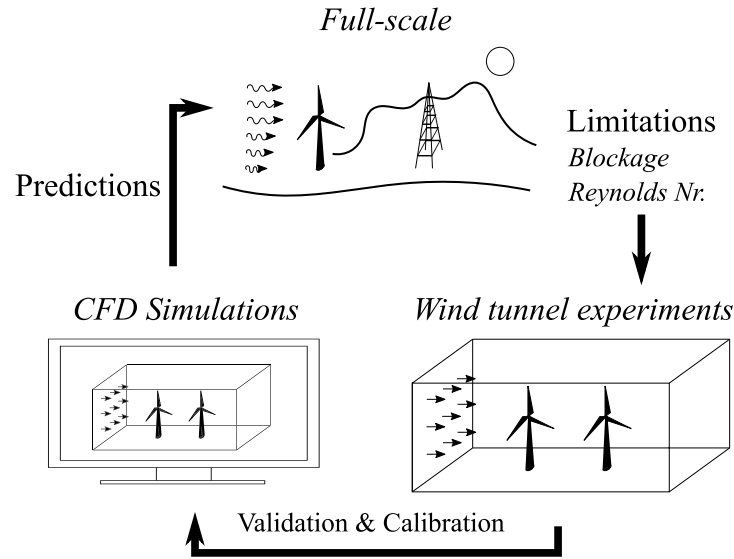 Full-scale
Limitations
Blockage
Reynolds Nr.
Predictions
CFD Simulations
Wind tunnel experiments
Validation & Calibration